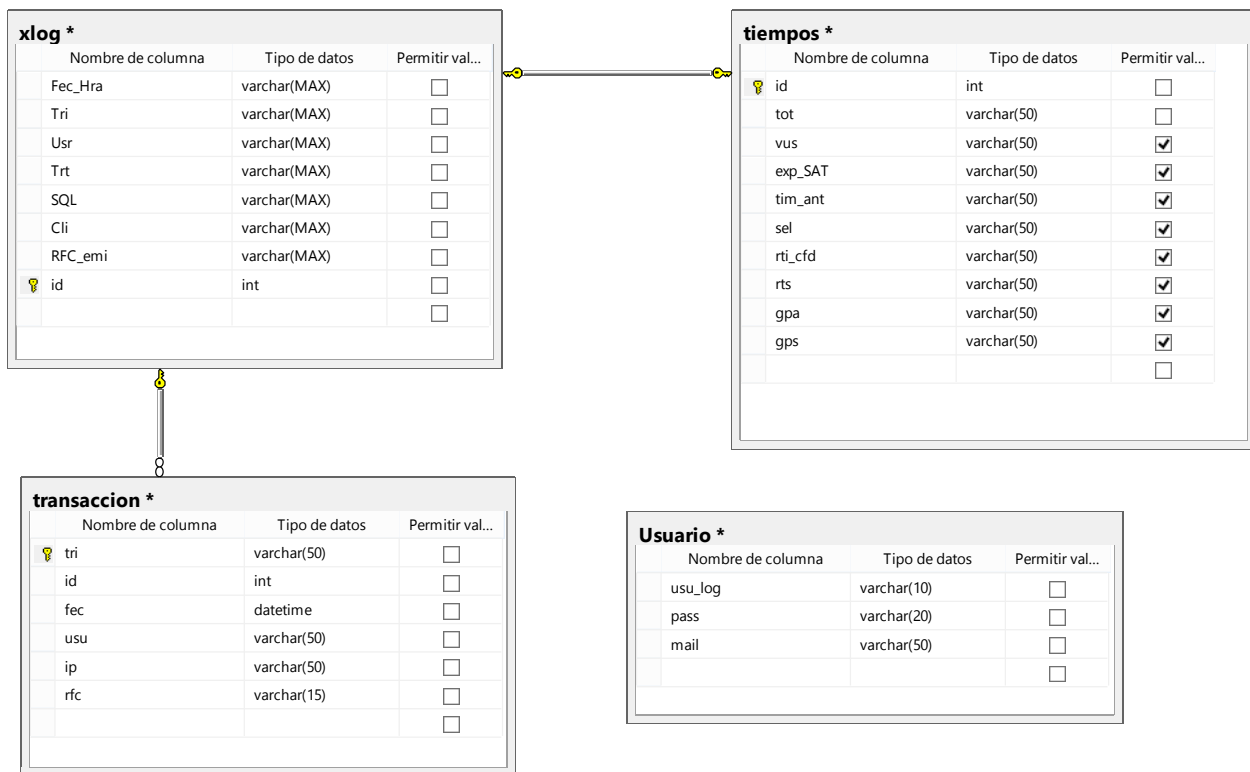 xlog *
Nombre de columna Tipo de datos Permitir val...
Fec_Hra varchar(MAX)
Tri varchar(MAX)
Usr varchar(MAX)
Trt varchar(MAX)
SQL varchar(MAX)
Cli varchar(MAX)
RFC_emi varchar(MAX)
id int
tiempos *
Nombre de columna Tipo de datos Permitir val...
id int
tot varchar(50)
vus varchar(50)
exp_SAT varchar(50)
tim_ant varchar(50)
sel varchar(50)
rti_cfd varchar(50)
rts varchar(50)
gpa varchar(50)
gps varchar(50)
transaccion *
Nombre de columna Tipo de datos Permitir val...
tri varchar(50)
id int
fec datetime
usu varchar(50)
ip varchar(50)
rfc varchar(15)
Usuario *
Nombre de columna Tipo de datos Permitir val...
usu_log varchar(10)
pass varchar(20)
mail varchar(50)